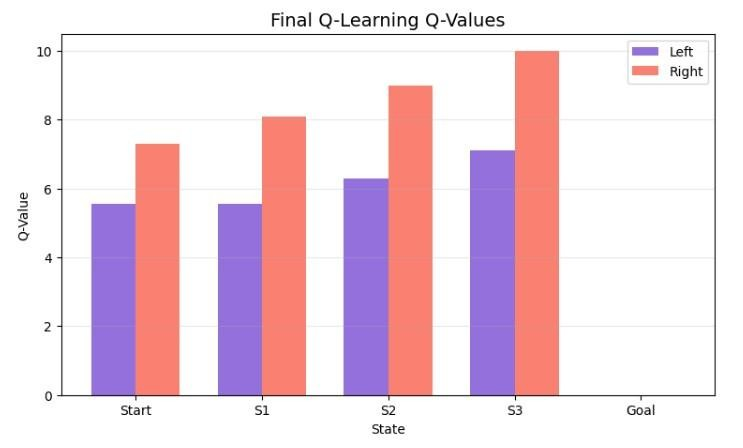 Final Q-Learning Q-Values
Left
Right
Q-Value
10
8
6
4
2
0
Start S1 S2 S3 Goal
State